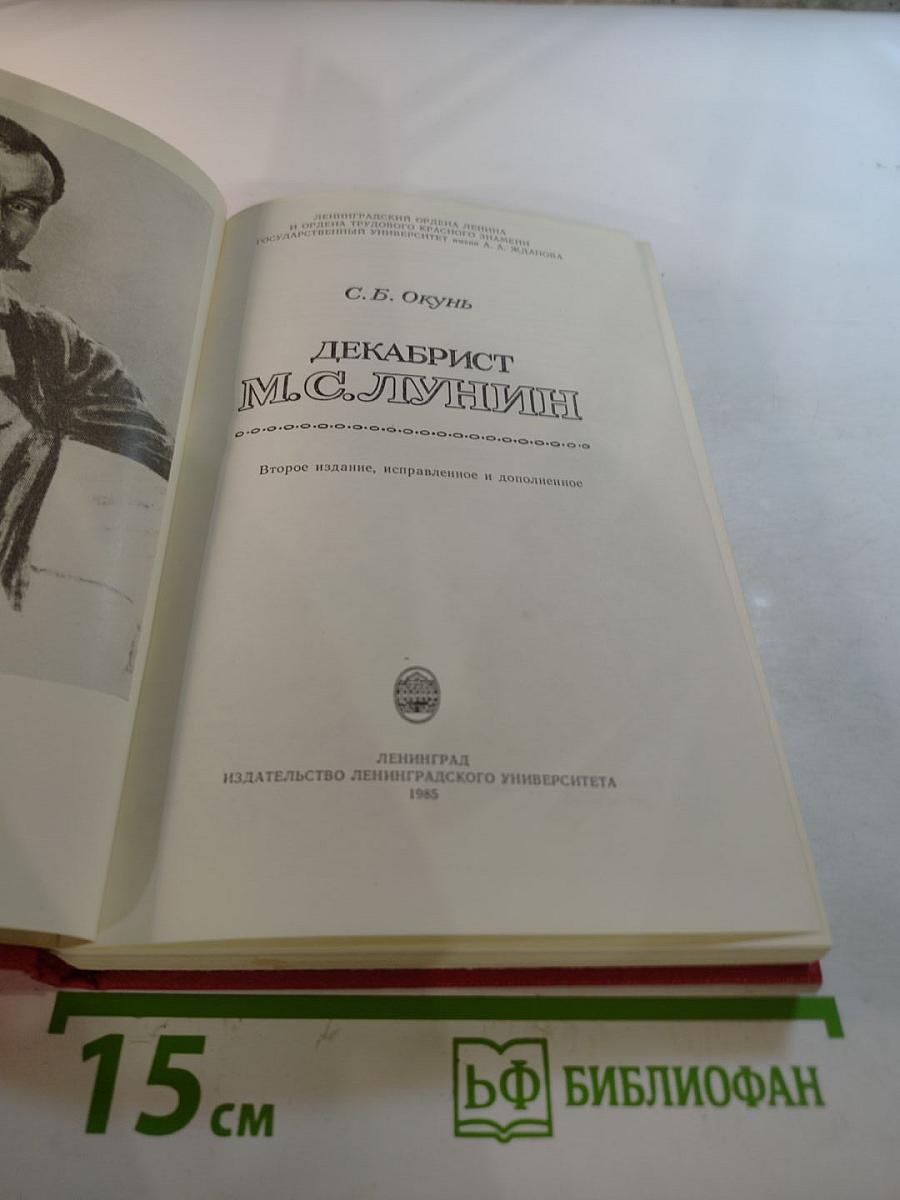 ЛЕНИНГРАДСКИЙ ОРДЕНА ЛЕНИНА
И ОРДЕНА ТРУДОВОГО КРАСНОГО ЗНАМЕНИ
ГОСУДАРСТВЕННЫЙ УНИВЕРСИТЕТ имени А. А. ЖДАНОВА
С. Б. Окунь
ДЕКАБРИСТ
М.С.ЛУНИН
Второе издание, исправленное и дополненное
ЛЕНИНГРАД
ИЗДАТЕЛЬСТВО ЛЕНИНГРАДСКОГО УНИВЕРСИТЕТА
1985
15 см
БФ БИБЛИОФАН